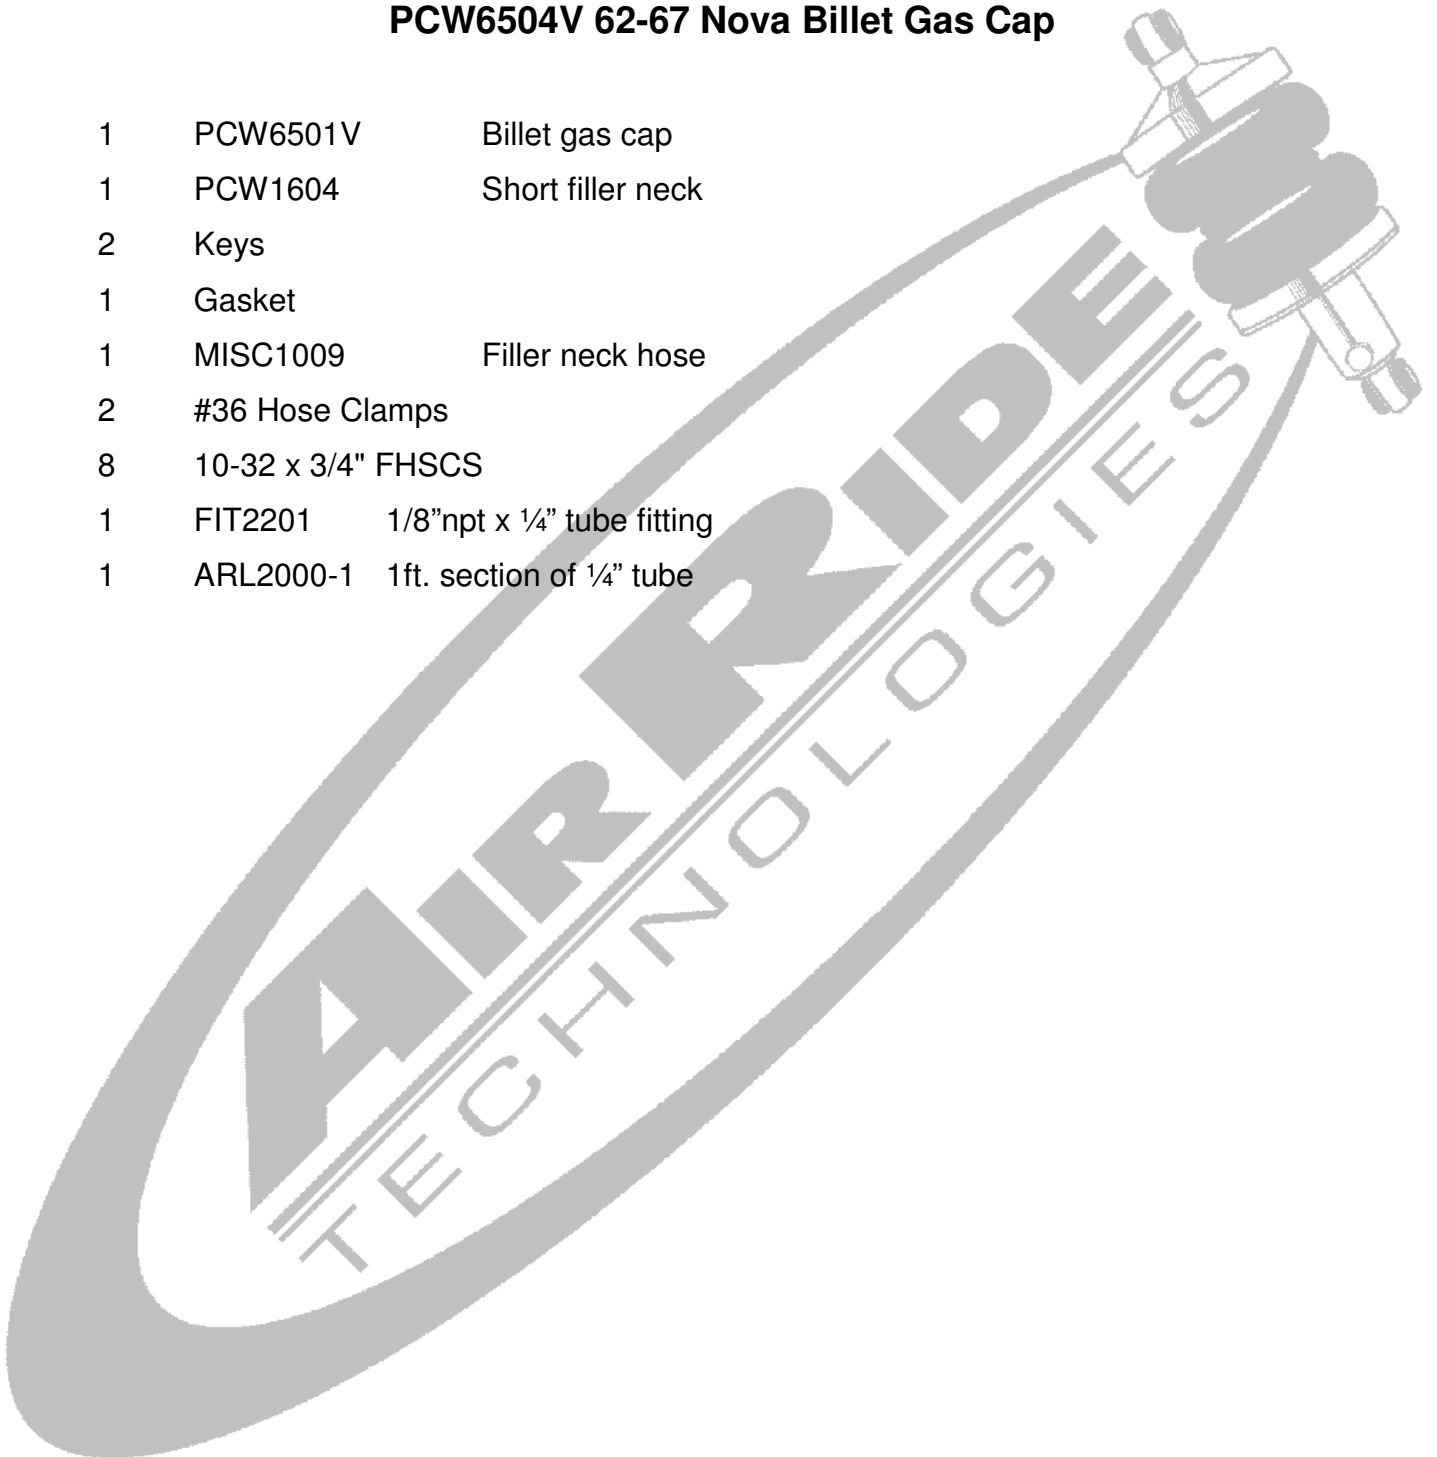 PCW6504V 62-67 Nova Billet Gas Cap
1 PCW6501V Billet gas cap
1 PCW1604 Short filler neck
2 Keys
1 Gasket
1 MISC1009 Filler neck hose
2 #36 Hose Clamps
8 10-32 x 3/4" FHSCS
1 FIT2201 1/8”npt x ¼” tube fitting
1 ARL2000-1 1ft. section of ¼” tube
AIR RIDE
TECHNOLOGIES